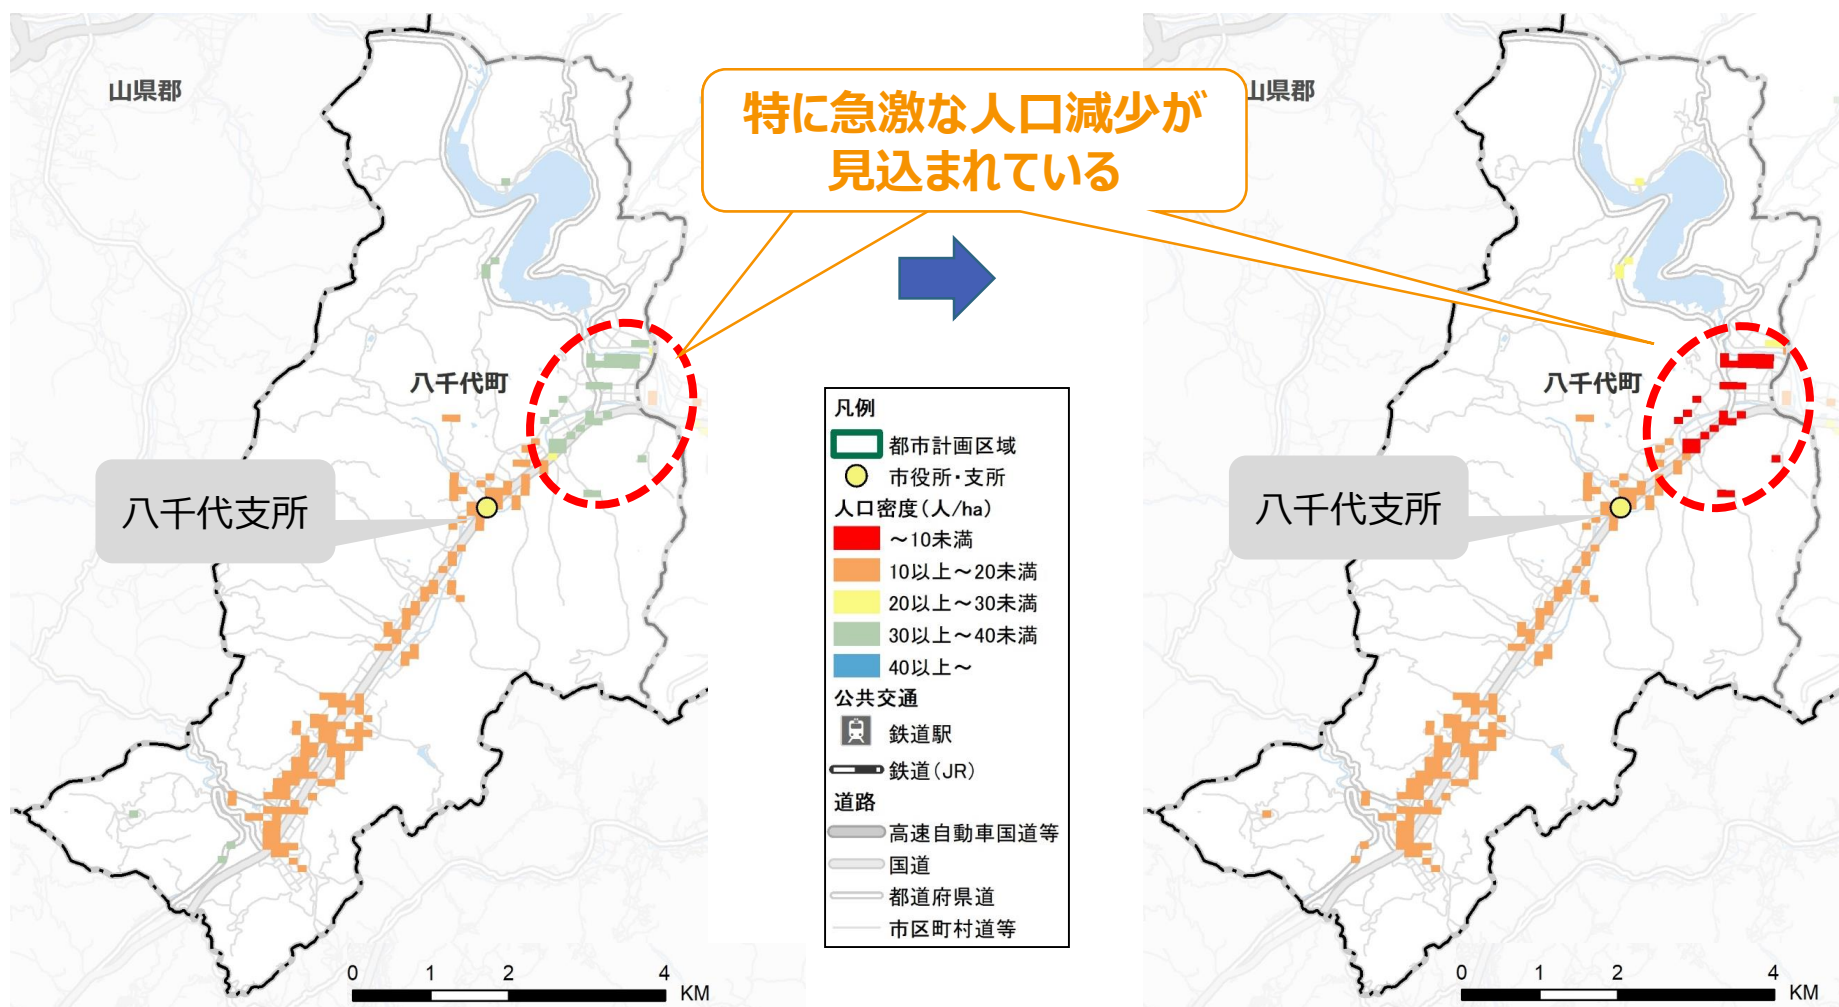 山県郡
特に急激な人口減少が
見込まれている
八千代町
八千代支所
0 1 2 4
KM
凡例
都市計画区域
市役所・支所
人口密度(人/ha)
～10未満
10以上～20未満
20以上～30未満
30以上～40未満
40以上～
公共交通
鉄道駅
鉄道(JR)
道路
高速自動車国道等
国道
都道府県道
市区町村道等
山県郡
八千代町
八千代支所
0 1 2 4
KM